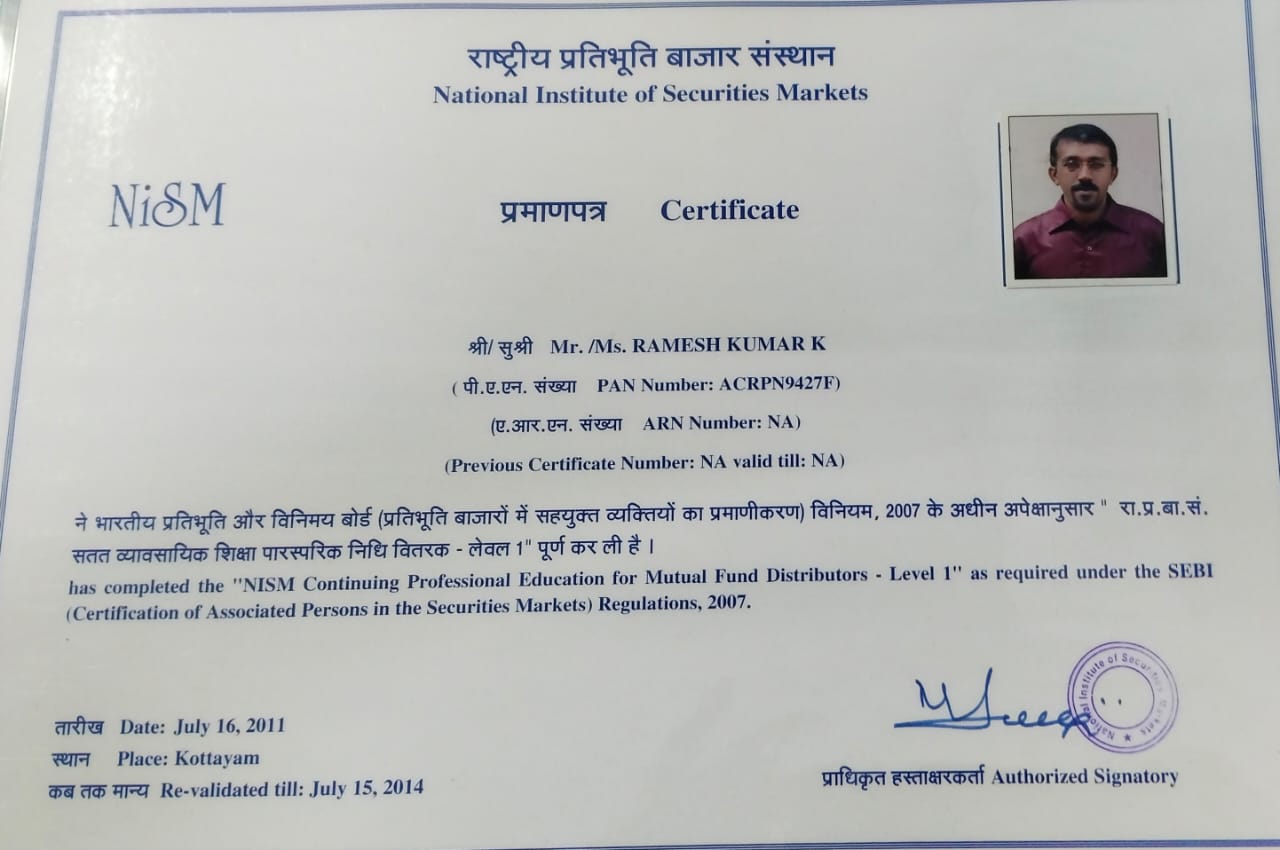 राष्ट्रीय प्रतिभूति बाजार संस्थान
National Institute of Securities Markets
NiSM
प्रमाणपत्र Certificate
श्री/ सुश्री Mr. /Ms. RAMESH KUMAR K
( पी.ए.एन. संख्या PAN Number: ACRPN9427F)
(ए.आर.एन. संख्या ARN Number: NA)
(Previous Certificate Number: NA valid till: NA)
ने भारतीय प्रतिभूति और विनिमय बोर्ड (प्रतिभूति बाजारों में सहयुक्त व्यक्तियों का प्रमाणीकरण) विनियम, 2007 के अधीन अपेक्षानुसार " रा.प्र.बा.सं.
सतत व्यावसायिक शिक्षा पारस्परिक निधि वितरक - लेवल 1" पूर्ण कर ली है ।
has completed the "NISM Continuing Professional Education for Mutual Fund Distributors - Level 1" as required under the SEBI
(Certification of Associated Persons in the Securities Markets) Regulations, 2007.
तारीख Date: July 16, 2011
स्थान Place: Kottayam
कब तक मान्य Re-validated till: July 15, 2014
National Institute of Securities Markets
प्राधिकृत हस्ताक्षरकर्ता Authorized Signatory